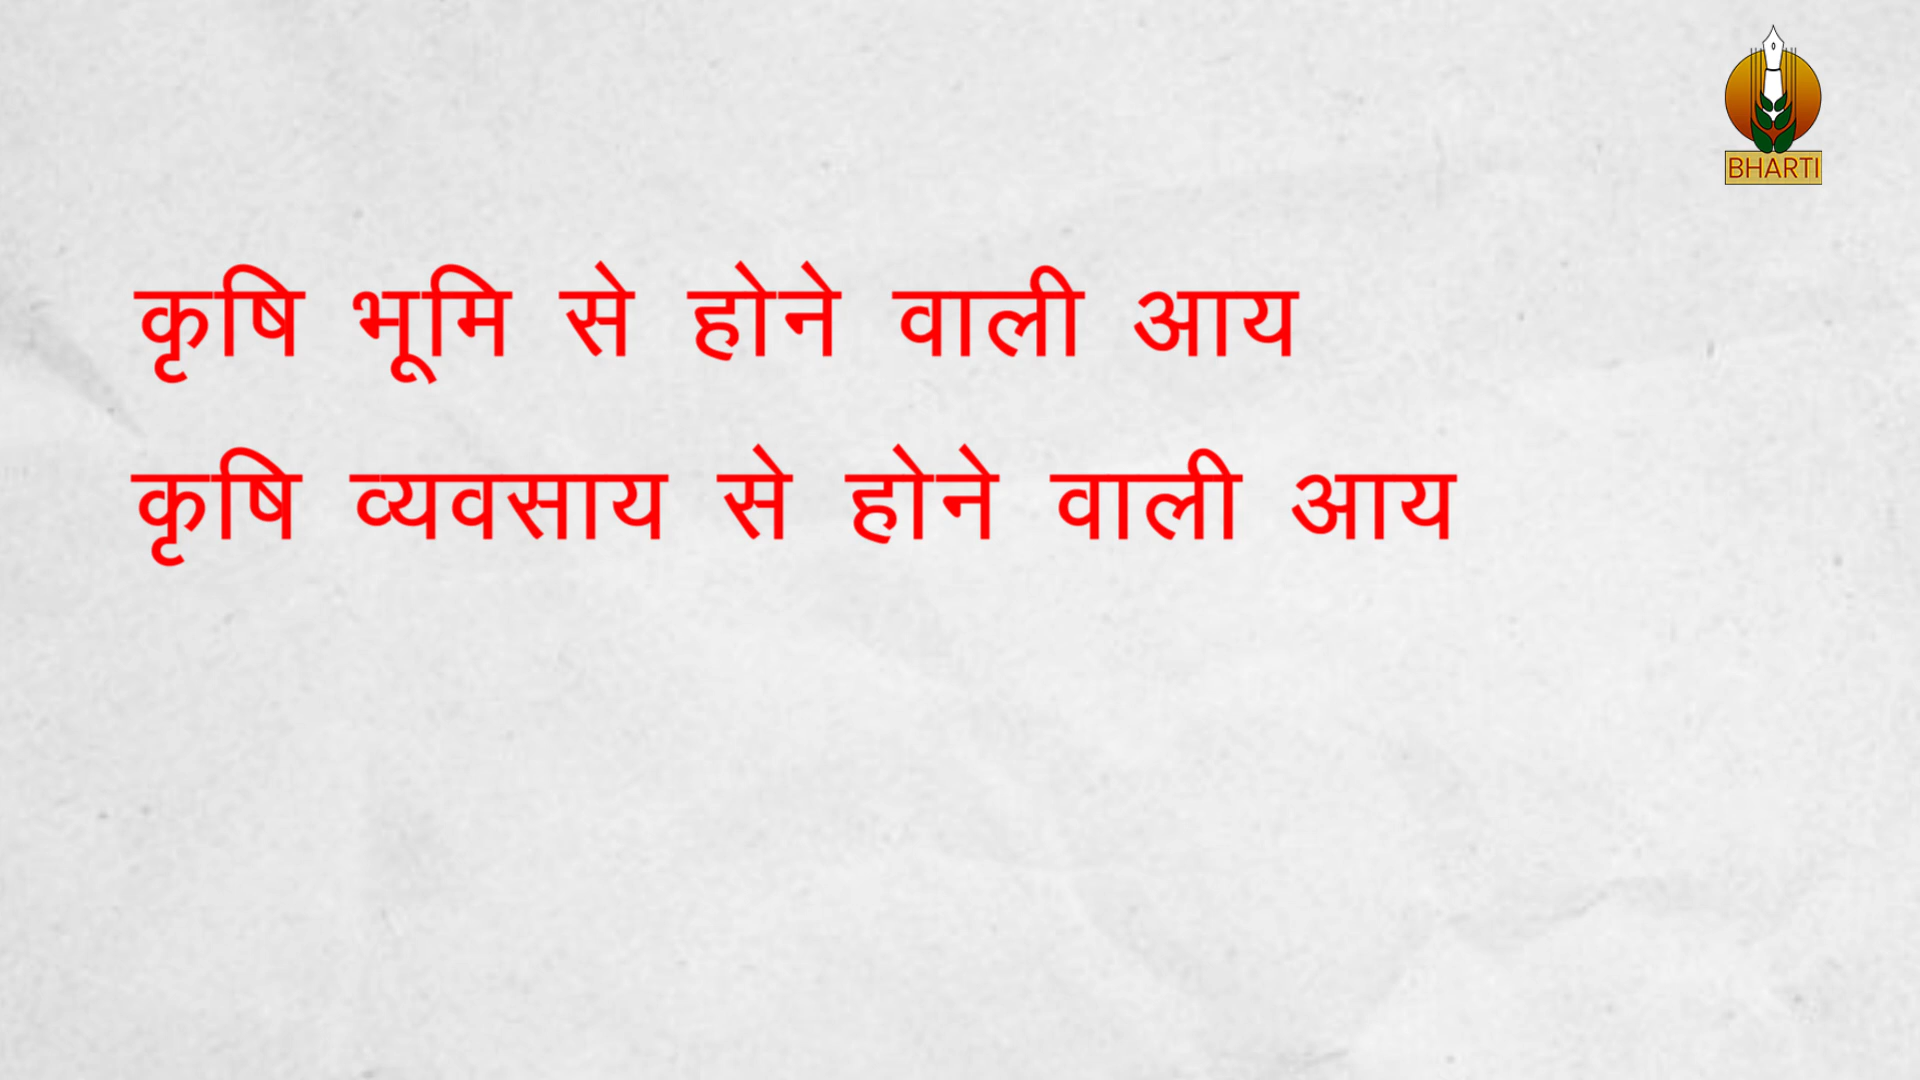 BHARTI
कृषि भूमि से होने वाली आय
कृषि व्यवसाय से होने वाली आय